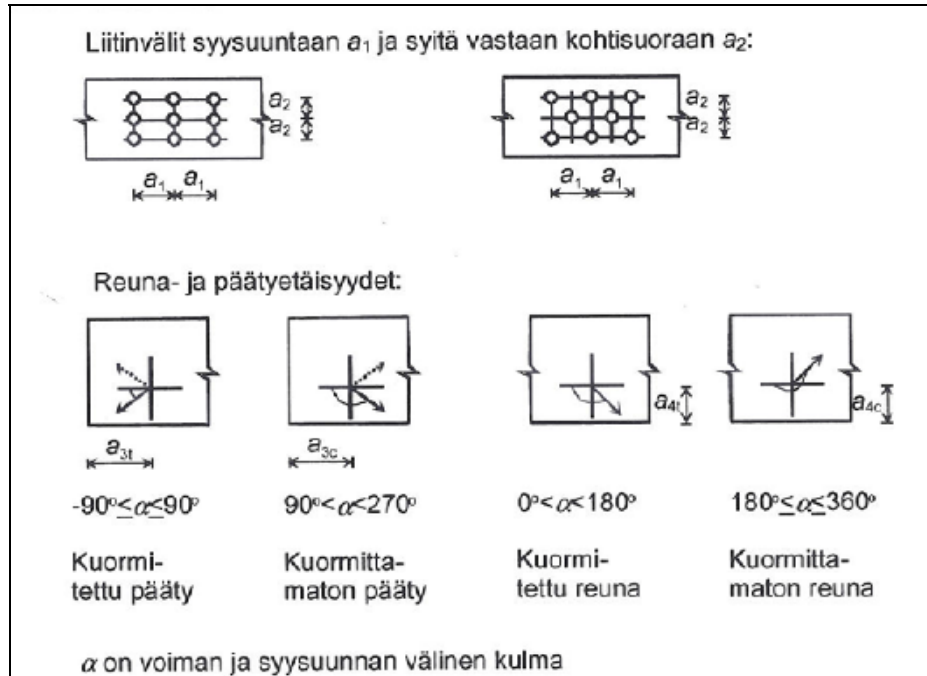 Liitinvälit syysuuntaan a₁ ja syitä vastaan kohtisuoraan a₂:
a₂
a₂
a₁ a₁
a₂
a₂
a₁ a₁
Reuna- ja päätyetäisyydet:
a₃t
a₃c
a₄t
a₄c
-90°≤α≤90°
90°<α<270°
0°<α<180°
180°≤α≤360°
Kuormi-
tettu pääty
Kuormitta-
maton pääty
Kuormi-
tettu reuna
Kuormitta-
maton reuna
α on voiman ja syysuunnan välinen kulma